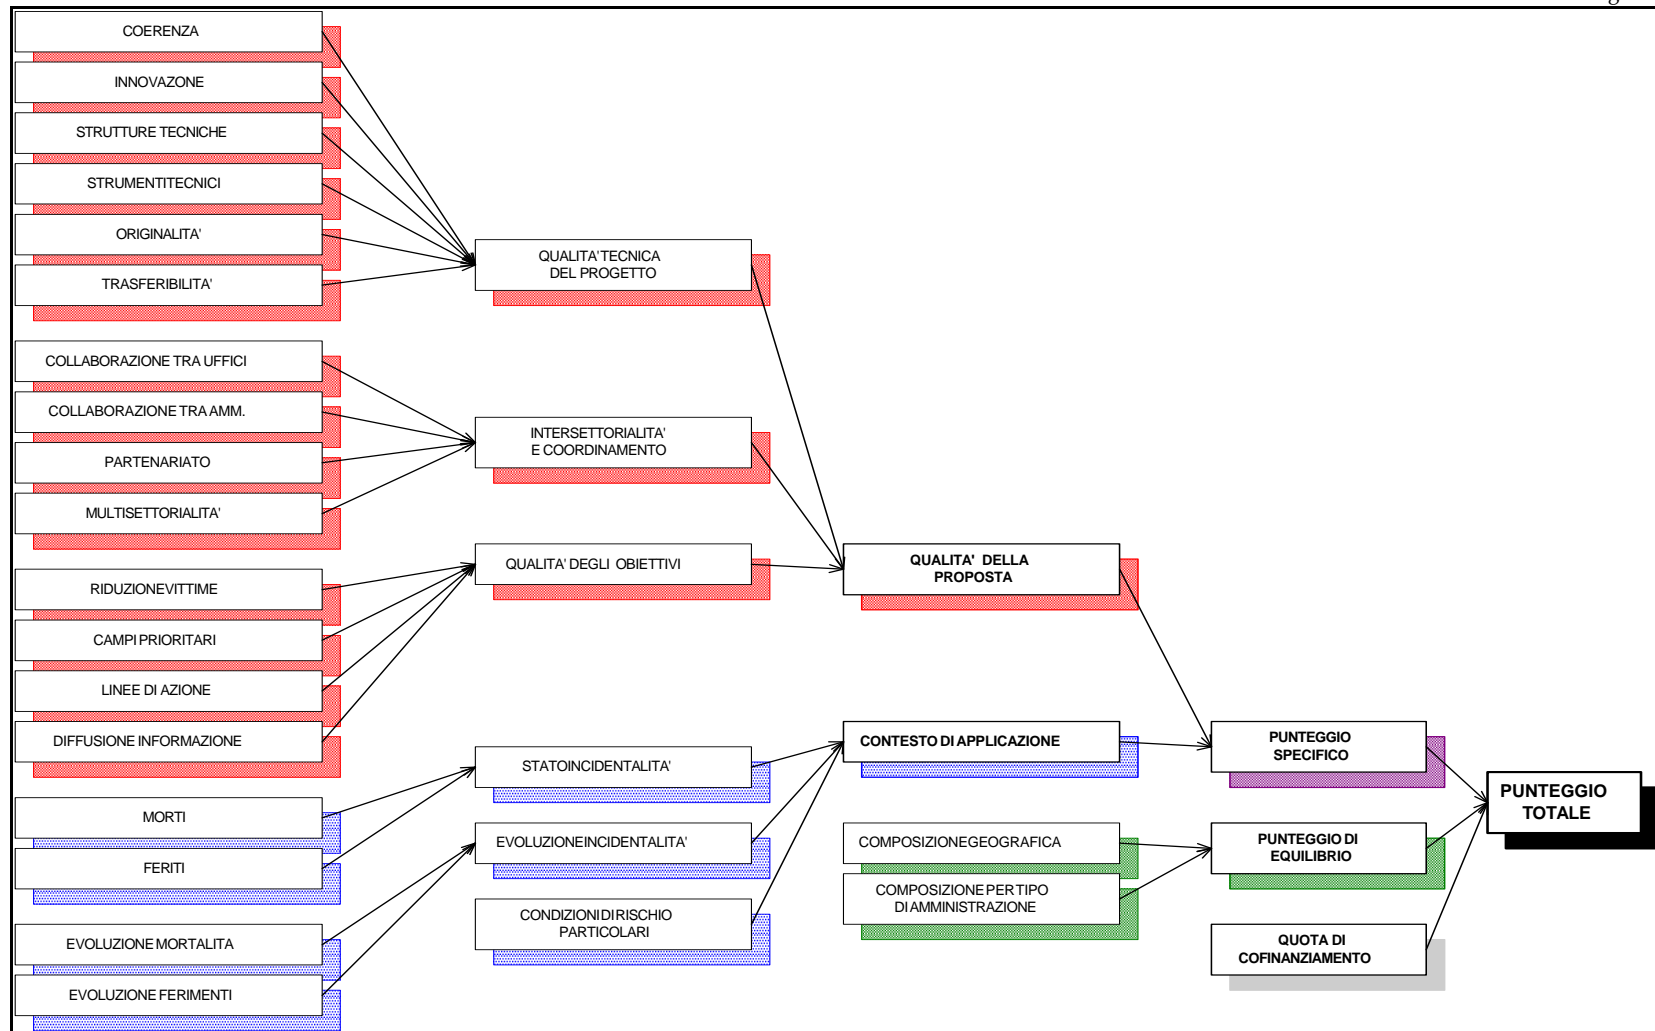 COERENZA
INNOVAZONE
STRUTTURE TECNICHE
STRUMENTITECNICI
ORIGINALITA'
TRASFERIBILITA'
COLLABORAZIONE TRA UFFICI
COLLABORAZIONE TRA AMM.
PARTENARIATO
MULTISETTORIALITA'
RIDUZIONEVITTIME
CAMPI PRIORITARI
LINEE DI AZIONE
DIFFUSIONE INFORMAZIONE
MORTI
FERITI
EVOLUZIONE MORTALITA
EVOLUZIONE FERIMENTI
QUALITA'TECNICA
DEL PROGETTO
INTERSETTORIALITA'
E COORDINAMENTO
QUALITA' DEGLI OBIETTIVI
STATOINCIDENTALITA'
EVOLUZIONEINCIDENTALITA'
CONDIZIONI DI RISCHIO
PARTICOLARI
QUALITA' DELLA
PROPOSTA
CONTESTO DI APPLICAZIONE
COMPOSIZIONEGEOGRAFICA
COMPOSIZIONE PER TIPO
DI AMMINISTRAZIONE
PUNTEGGIO
SPECIFICO
PUNTEGGIO DI
EQUILIBRIO
QUOTA DI
COFINANZIAMENTO
PUNTEGGIO
TOTALE